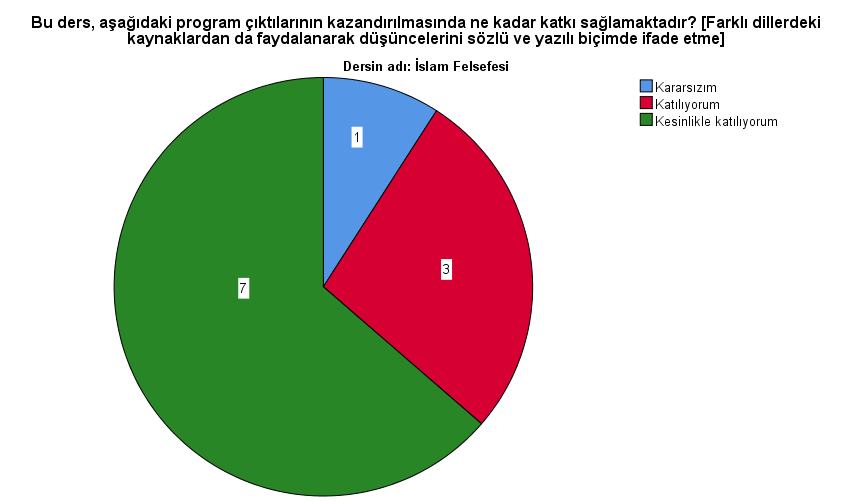 Bu ders, aşağıdaki program çıktılarının kazandırılmasında ne kadar katkı sağlamaktadır? [Farklı dillerdeki
kaynaklardan da faydalanarak düşüncelerini sözlü ve yazılı biçimde ifade etme]
Dersin adı: İslam Felsefesi
Kararsızım
Katılıyorum
Kesinlikle katılıyorum
1
3
7